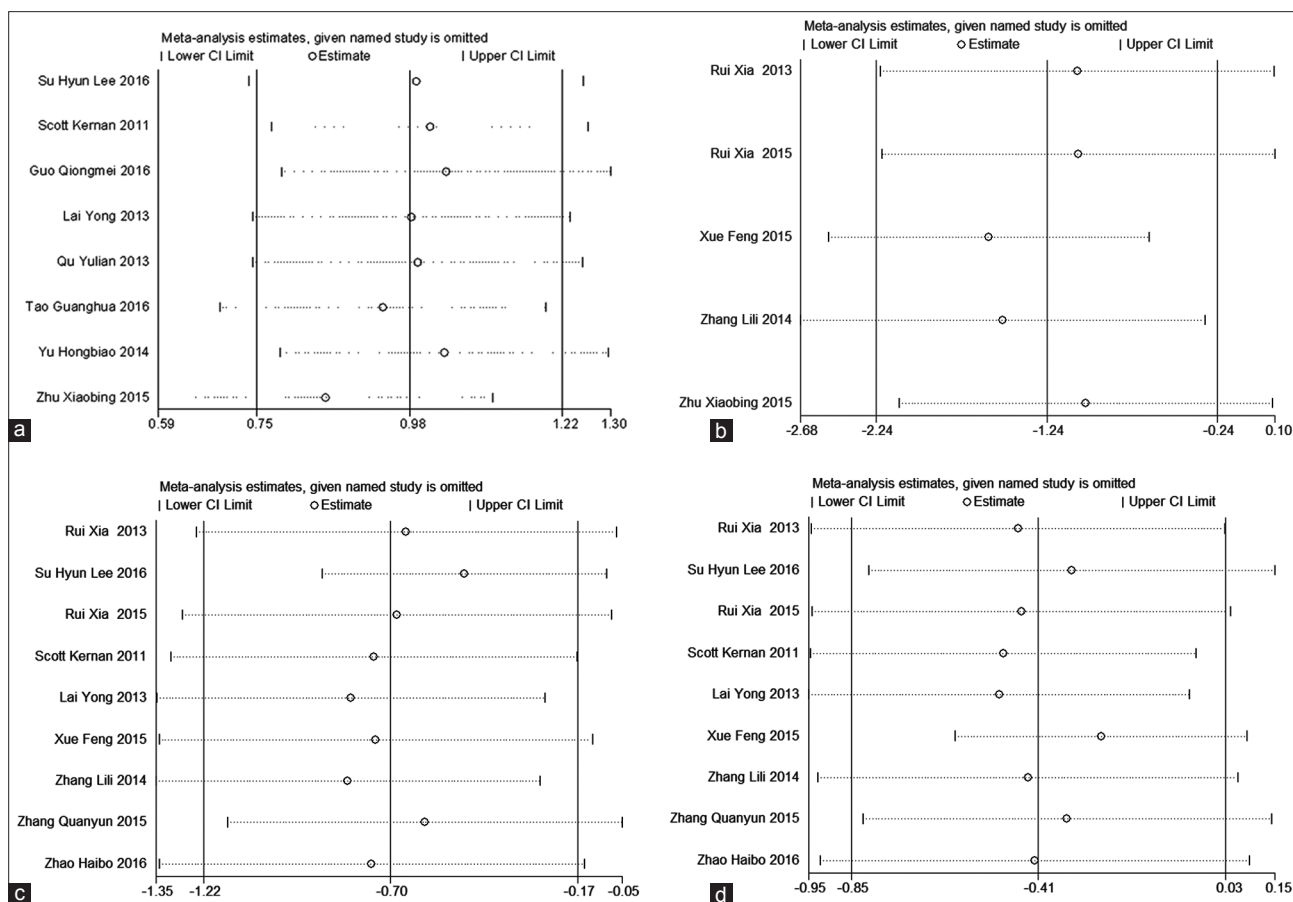 Meta-analysis estimates, given named study is omitted
| Lower CI Limit ○ Estimate | Upper CI Limit
Su Hyun Lee 2016
Scott Kernan 2011
Guo Qiongmei 2016
Lai Yong 2013
Qu Yulian 2013
Tao Guanghua 2016
Yu Hongbiao 2014
Zhu Xiaobing 2015
0.59 0.75 0.98 1.22 1.30
a
Meta-analysis estimates, given named study is omitted
| Lower CI Limit ○ Estimate | Upper CI Limit
Rui Xia 2013
Rui Xia 2015
Xue Feng 2015
Zhang Lili 2014
Zhu Xiaobing 2015
-2.68 -2.24 -1.24 -0.24 0.10
b
Meta-analysis estimates, given named study is omitted
| Lower CI Limit ○ Estimate | Upper CI Limit
Rui Xia 2013
Su Hyun Lee 2016
Rui Xia 2015
Scott Kernan 2011
Lai Yong 2013
Xue Feng 2015
Zhang Lili 2014
Zhang Quanyun 2015
Zhao Haibo 2016
-1.35 -1.22 -0.70 -0.17 -0.05
c
Meta-analysis estimates, given named study is omitted
| Lower CI Limit ○ Estimate | Upper CI Limit
Rui Xia 2013
Su Hyun Lee 2016
Rui Xia 2015
Scott Kernan 2011
Lai Yong 2013
Xue Feng 2015
Zhang Lili 2014
Zhang Quanyun 2015
Zhao Haibo 2016
-0.95 -0.85 -0.41 0.03 0.15
d